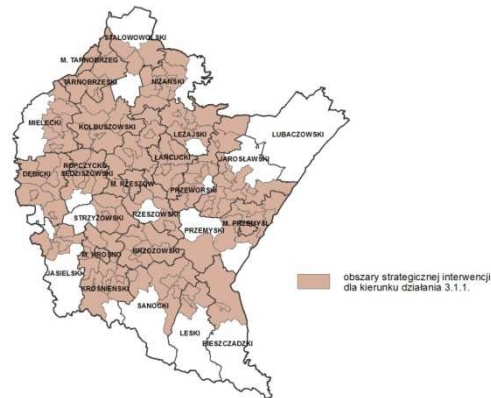 STALOWOWOLSKI
M. TARNOBRZEG
TARNOBRZESKI
NIŻAŃSKI
MIELECKI
KOLBUSZOWSKI
LEŻAJSKI
LUBACZOWSKI
ŁAŃCUCKI
JAROSŁAWSKI
ROPCZYCKO
SĘDZISZOWSKI
DĘBICKI
M. RZESZÓW
PRZEWORSKI
STRZYŻOWSKI
RZESZOWSKI
M. PRZEMYŚL
PRZEMYSKI
M. KROSNO
BRZOZOWSKI
JASIELSKI
KROŚNIEŃSKI
SANOCKI
LESKI
BIESZCZADZKI
obszary strategicznej interwencji
dla kierunku działania 3.1.1.